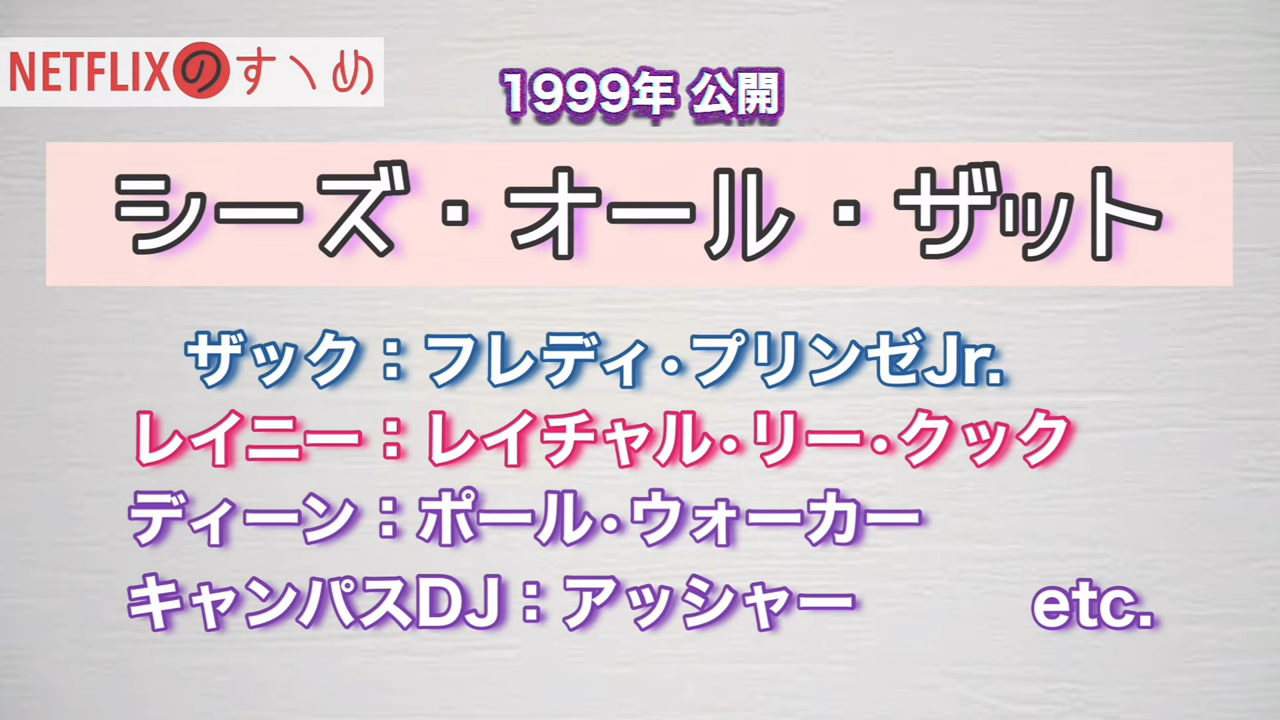 NETFLIXのすヽめ
1999年 公開
シーズ・オール・ザット
ザック：フレディ・プリンゼJr.
レイニー：レイチャル・リー・クック
ディーン：ポール・ウォーカー
キャンパスDJ：アッシャー etc.